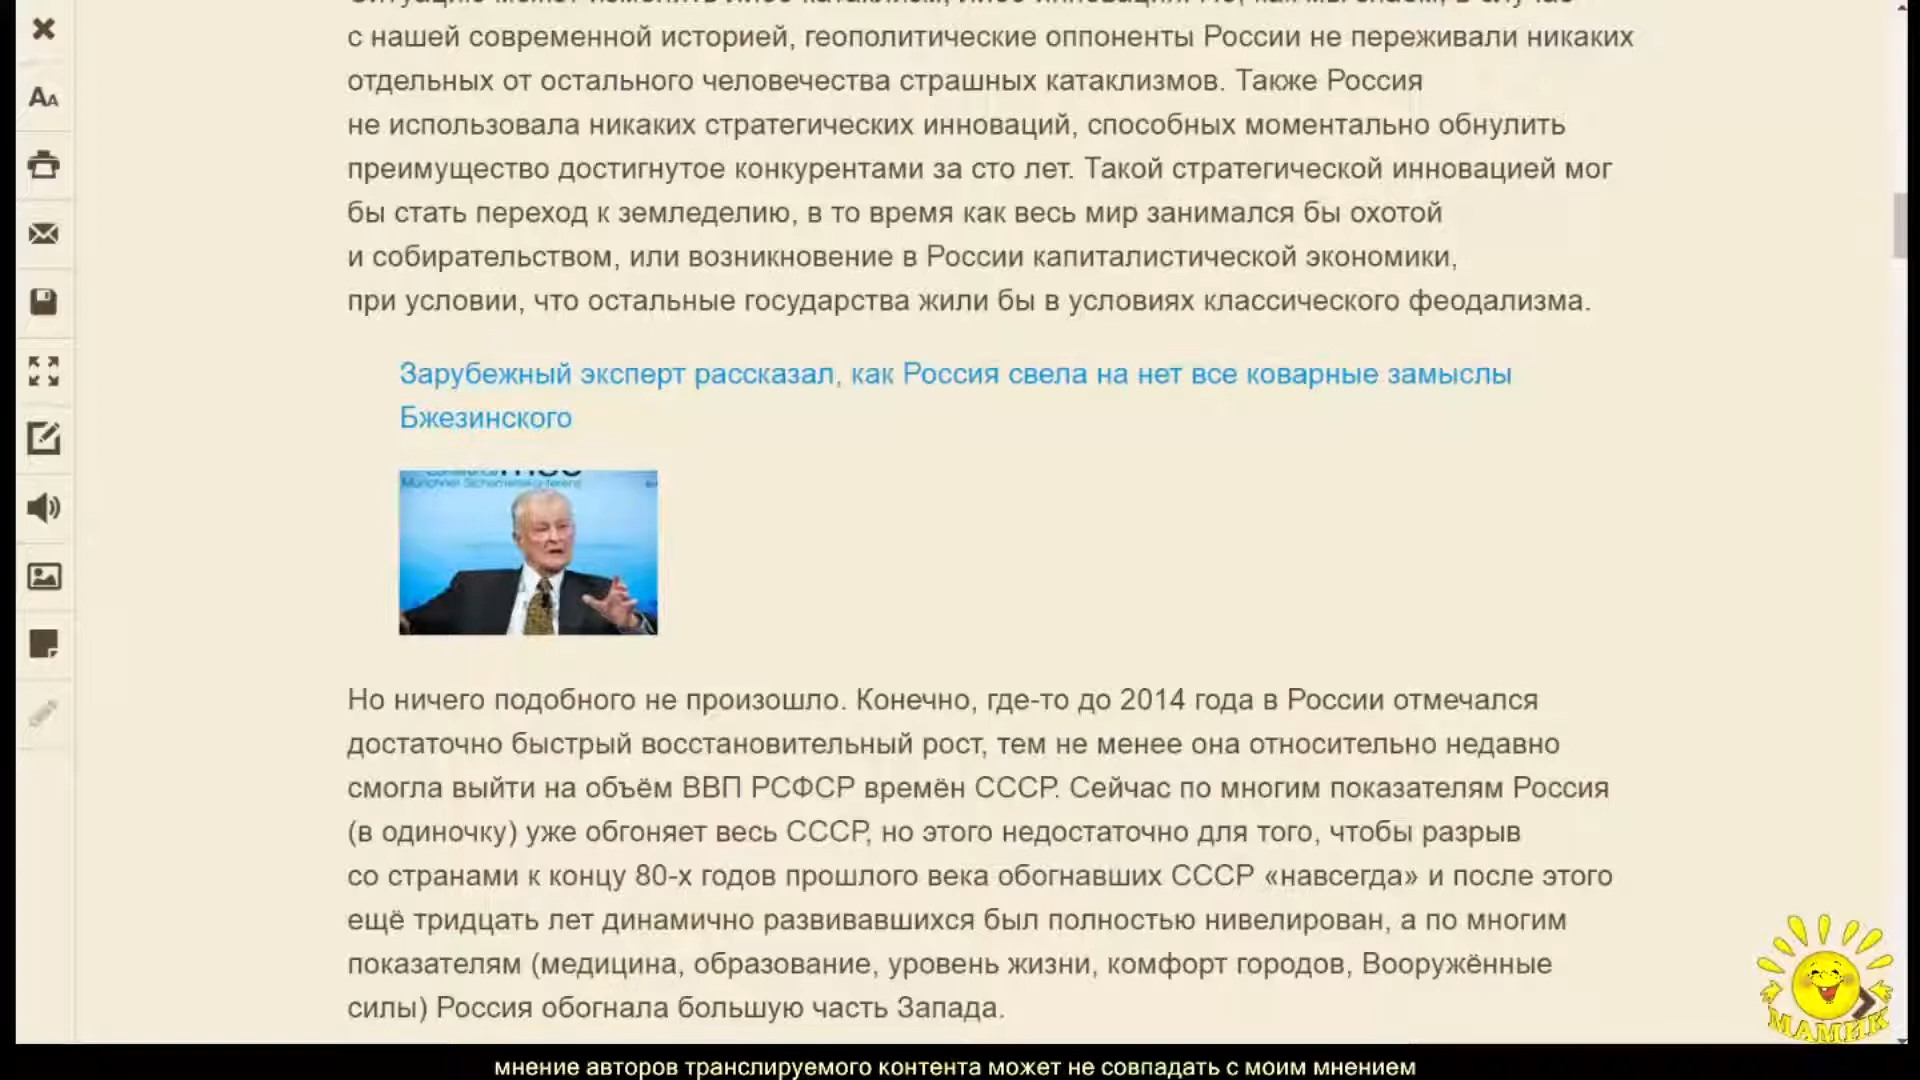 с нашей современной историей, геополитические оппоненты России не переживали никаких
отдельных от остального человечества страшных катаклизмов. Также Россия
не использовала никаких стратегических инноваций, способных моментально обнулить
преимущество достигнутое конкурентами за сто лет. Такой стратегической инновацией мог
бы стать переход к земледелию, в то время как весь мир занимался бы охотой
и собирательством, или возникновение в России капиталистической экономики,
при условии, что остальные государства жили бы в условиях классического феодализма.
Зарубежный эксперт рассказал, как Россия свела на нет все коварные замыслы
Бжезинского
Но ничего подобного не произошло. Конечно, где-то до 2014 года в России отмечался
достаточно быстрый восстановительный рост, тем не менее она относительно недавно
смогла выйти на объём ВВП РСФСР времён СССР. Сейчас по многим показателям Россия
(в одиночку) уже обгоняет весь СССР, но этого недостаточно для того, чтобы разрыв
со странами к концу 80-х годов прошлого века обогнавших СССР «навсегда» и после этого
ещё тридцать лет динамично развивавшихся был полностью нивелирован, а по многим
показателям (медицина, образование, уровень жизни, комфорт городов, Вооружённые
силы) Россия обогнала большую часть Запада.
МАМИК
мнение авторов транслируемого контента может не совпадать с моим мнением